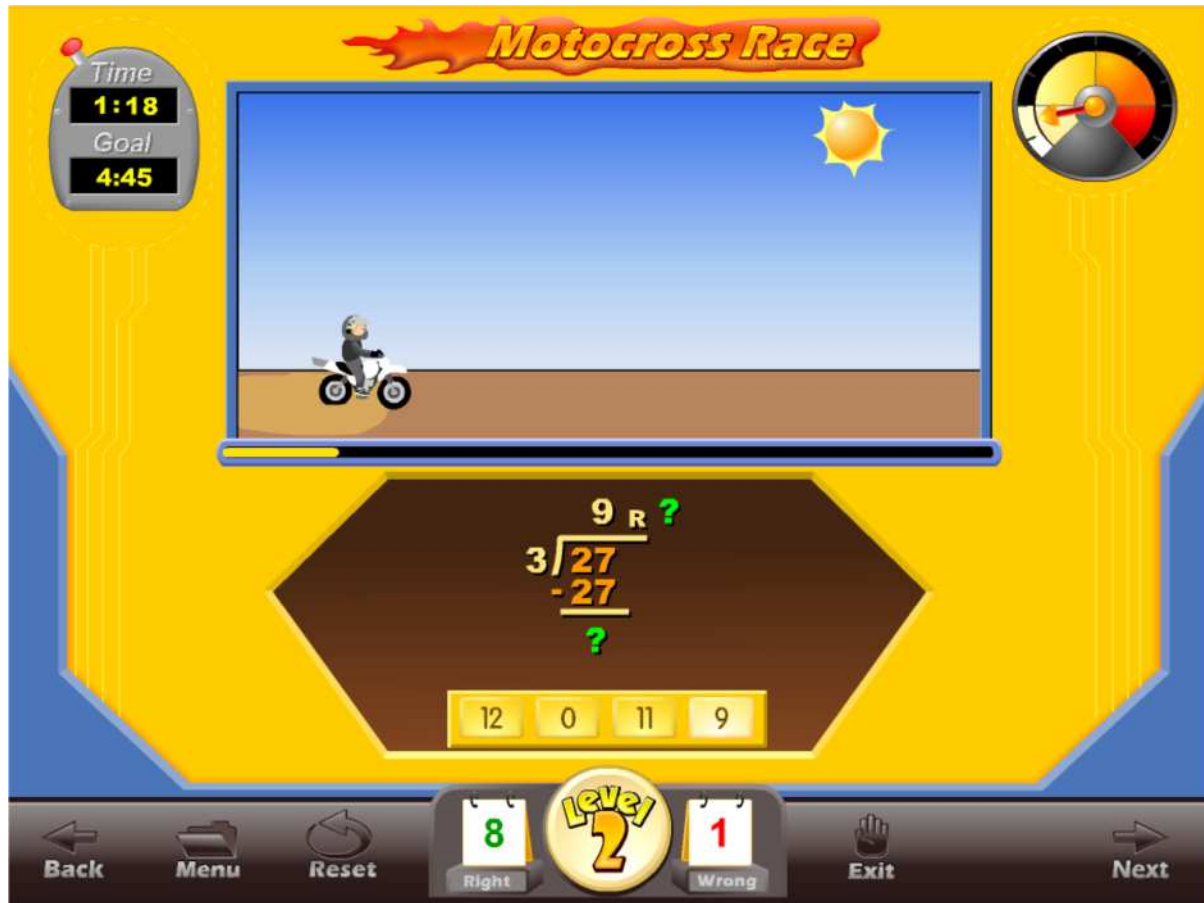 Motocross Race
Time
1:18
Goal
4:45
9 R ?
3 27
- 27
?
12 0 11 9
Back
Menu
Reset
8
Right
Level
2
1
Wrong
Exit
Next